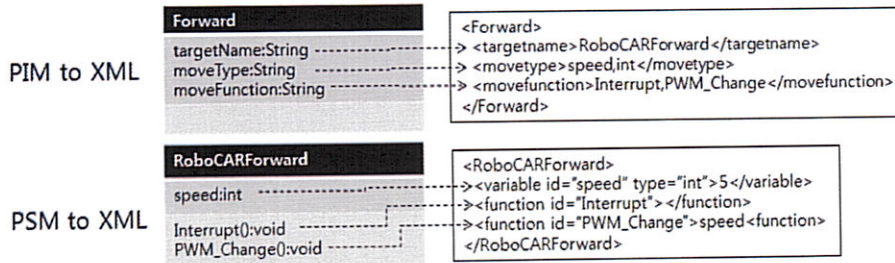 PIM to XML
Forward
targetName:String
moveType:String
moveFunction:String
<Forward>
<targetname>RoboCARForward</targetname>
<movetype>speed,int</movetype>
<movefunction>Interrupt,PWM_Change</movefunction>
</Forward>
PSM to XML
RoboCARForward
speed:int
Interrupt():void
PWM_Change():void
<RoboCARForward>
<variable id="speed" type="int">5</variable>
<function id="Interrupt"></function>
<function id="PWM_Change">speed<function>
</RoboCARForward>